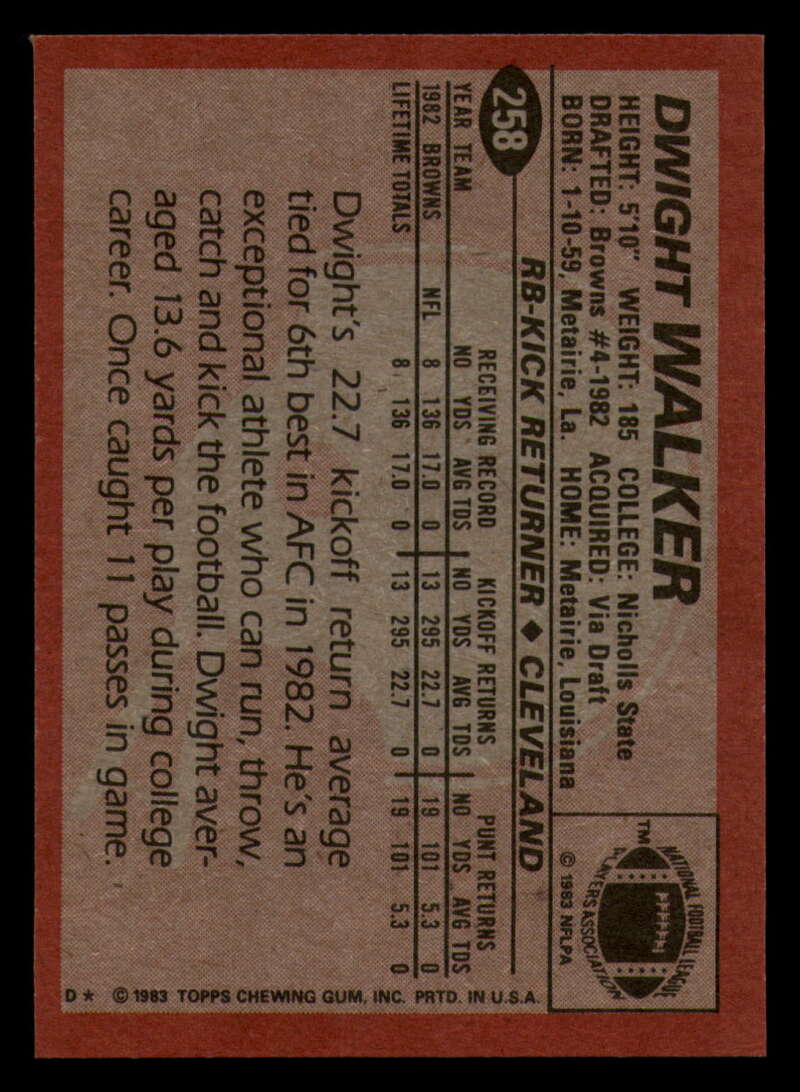 DWIGHT WALKER
HEIGHT: 5'10" WEIGHT: 185 COLLEGE: Nicholls State
DRAFTED: Browns #4-1982 ACQUIRED: Via Draft
BORN: 1-10-59, Metairie, La. HOME: Metairie, Louisiana
NATIONAL FOOTBALL LEAGUE
PLAYERS ASSOCIATION
TM
© 1983 NFLPA
258
RB-KICK RETURNER ♦ CLEVELAND
RECEIVING RECORD KICKOFF RETURNS PUNT RETURNS
YEAR TEAM NO YDS AVG TDS NO YDS AVG TDS NO YDS AVG TDS
1982 BROWNS NFL 8 136 17.0 0 13 295 22.7 0 19 101 5.3 0
LIFETIME TOTALS 8 136 17.0 0 13 295 22.7 0 19 101 5.3 0
Dwight's 22.7 kickoff return average
tied for 6th best in AFC in 1982. He's an
exceptional athlete who can run, throw,
catch and kick the football. Dwight aver-
aged 13.6 yards per play during college
career. Once caught 11 passes in game.
D* © 1983 TOPPS CHEWING GUM, INC. PRTD. IN U.S.A.